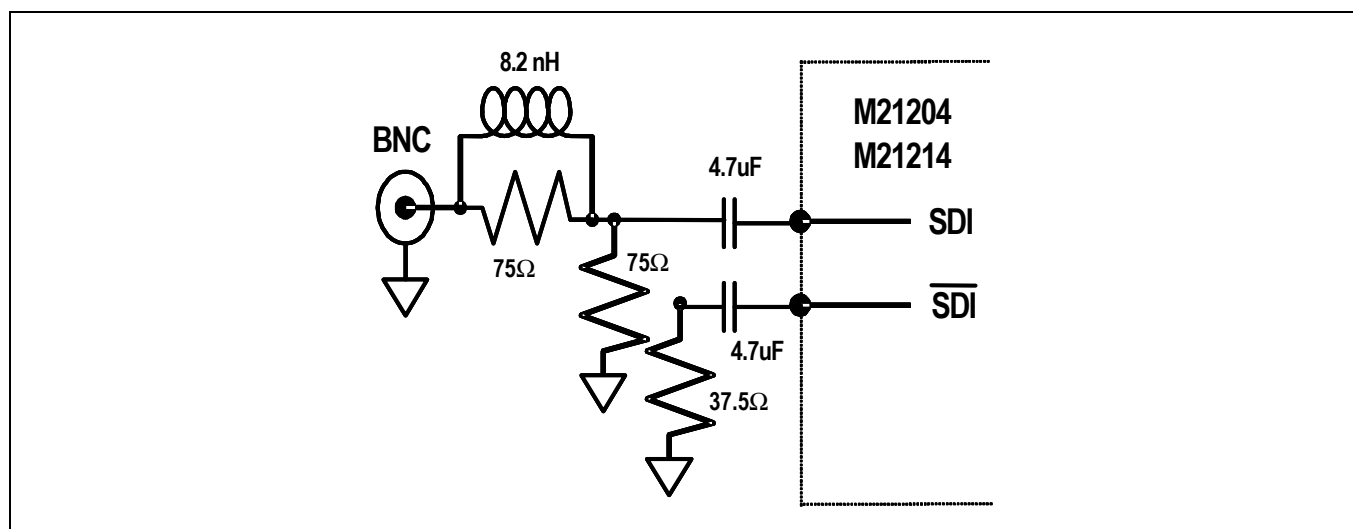 8.2 nH
BNC
M21204
M21214
4.7uF
SDI
75Ω
75Ω
SDI
4.7uF
37.5Ω